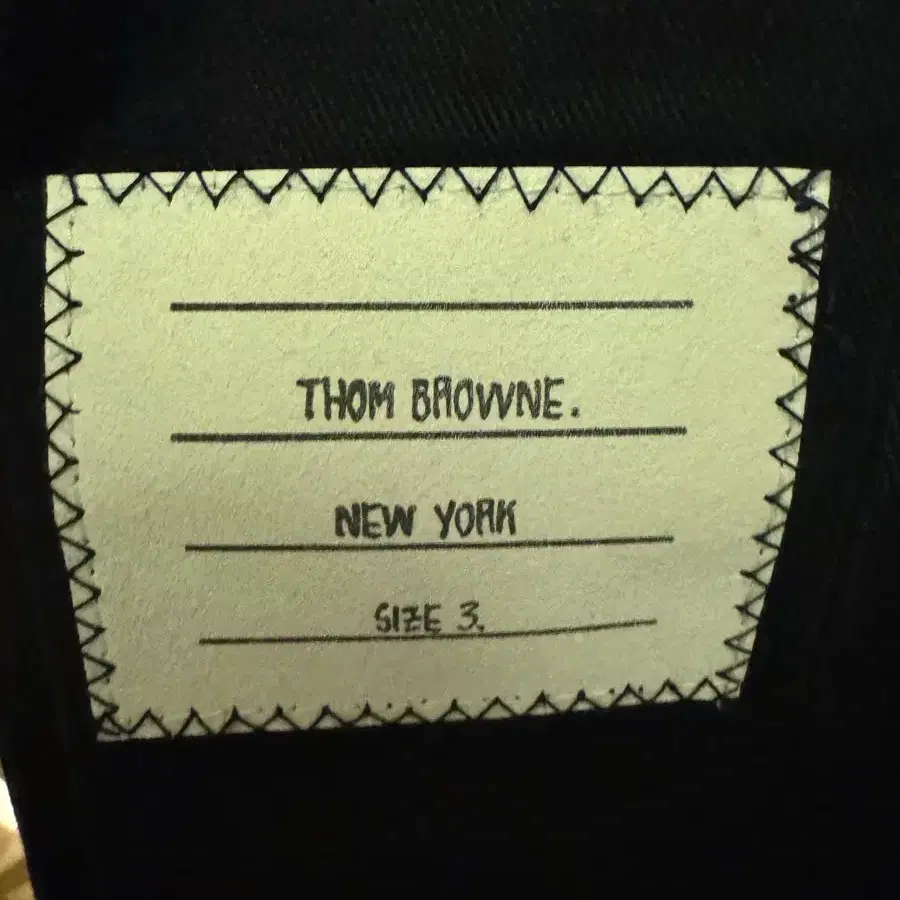 THOM BROWNE.
NEW YORK
SIZE 3.